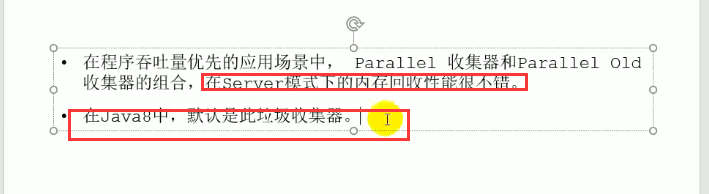 • 在程序吞吐量优先的应用场景中， Parallel 收集器和Parallel Old
收集器的组合，在Server模式下的内存回收性能很不错。
• 在Java8中，默认是此垃圾收集器。